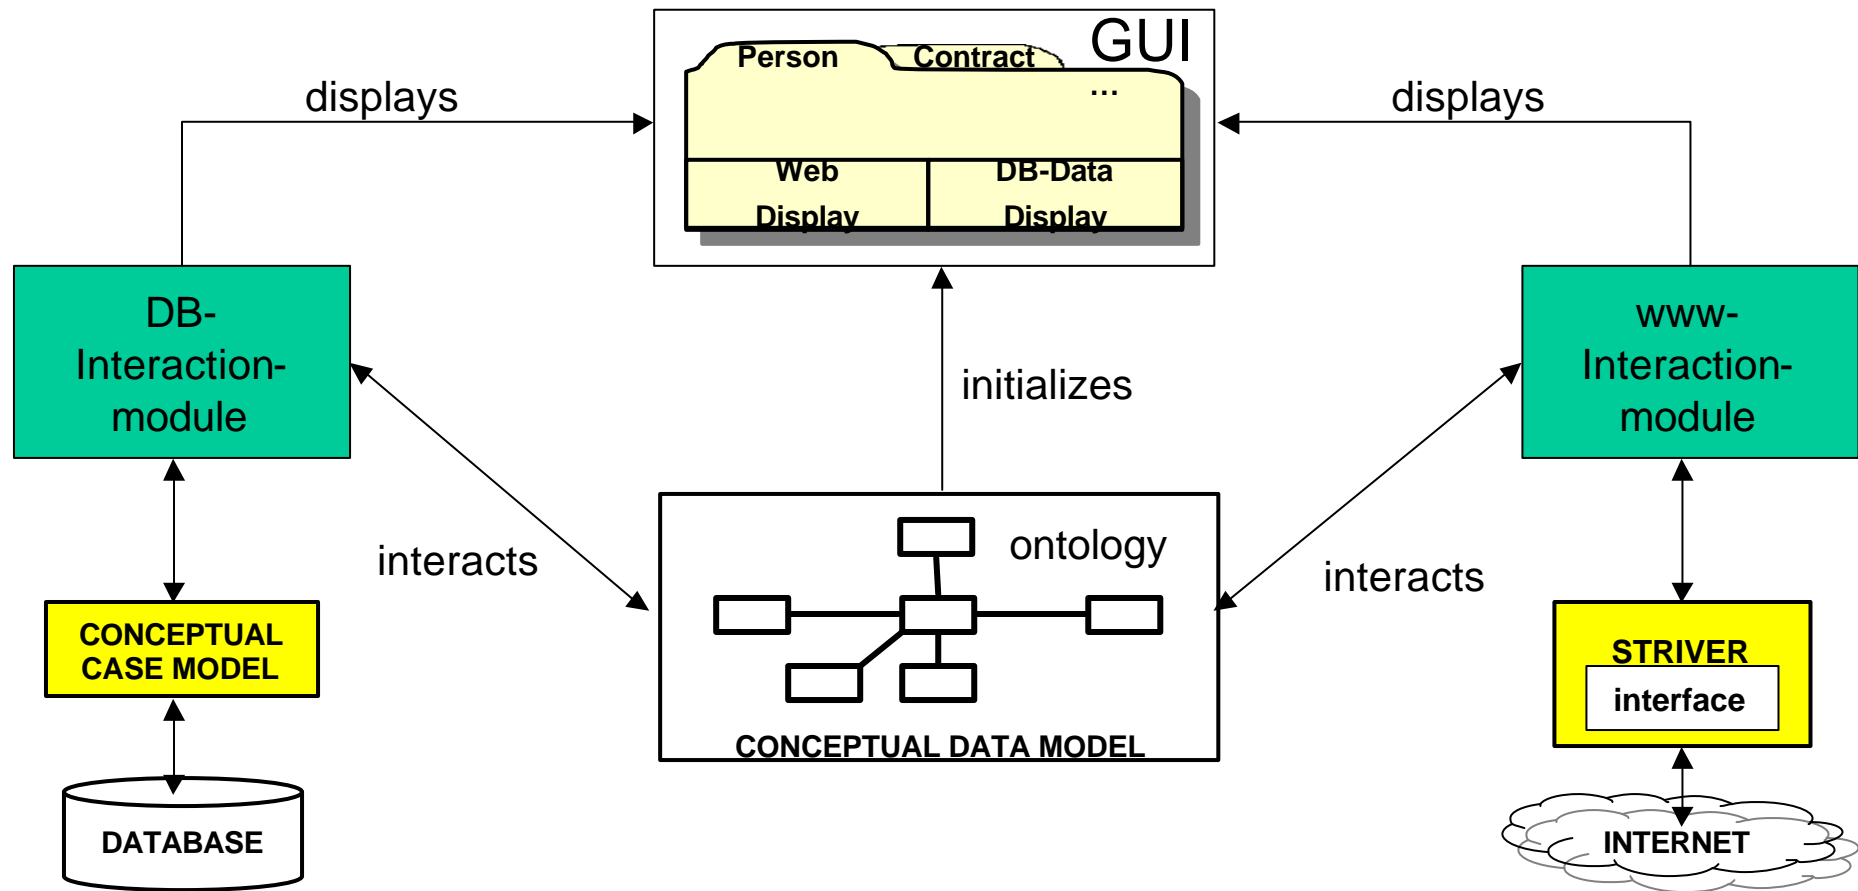 GUI
Person
Contract
...
displays
displays
Web
Display
DB-Data
Display
DB-
Interaction-
module
www-
Interaction-
module
initializes
interacts
ontology
interacts
CONCEPTUAL
CASE MODEL
STRIVER
interface
CONCEPTUAL DATA MODEL
DATABASE
INTERNET